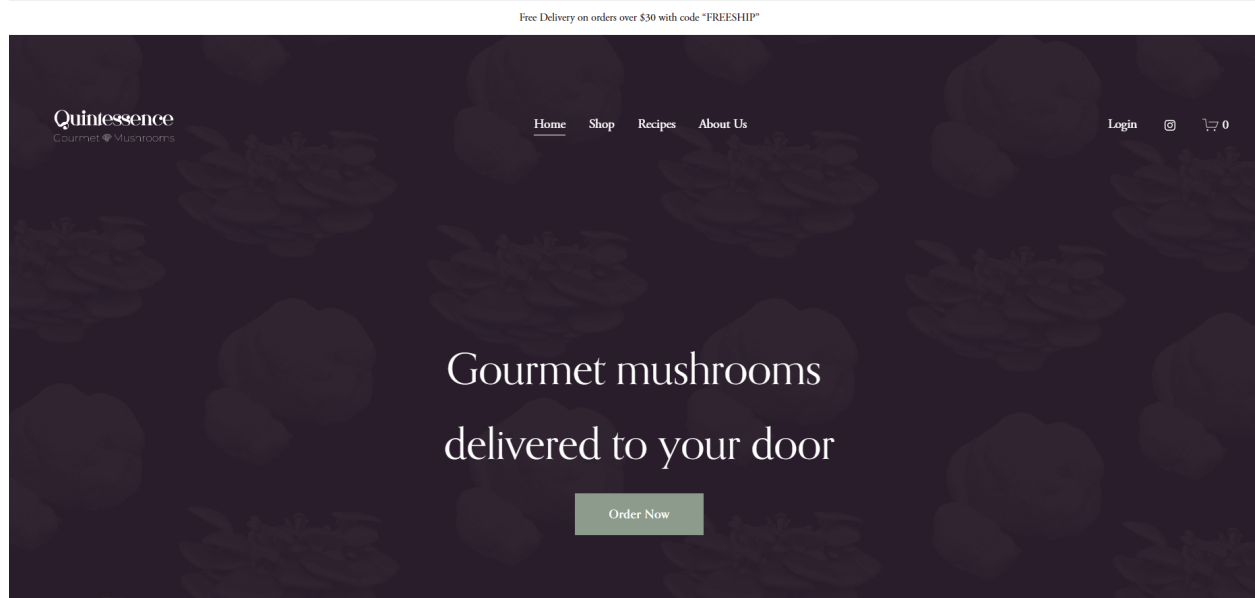 Free Delivery on orders over $30 with code “FREESHIP”
Quintessence
Gourmet Mushrooms
Home Shop Recipes About Us
Login 0
Gourmet mushrooms
delivered to your door
Order Now